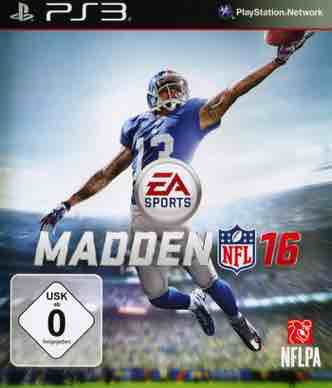 PS3
PlayStation®Network
13
EA
SPORTS
MADDEN NFL 16
USK
ab
0
freigegeben
NFLPA